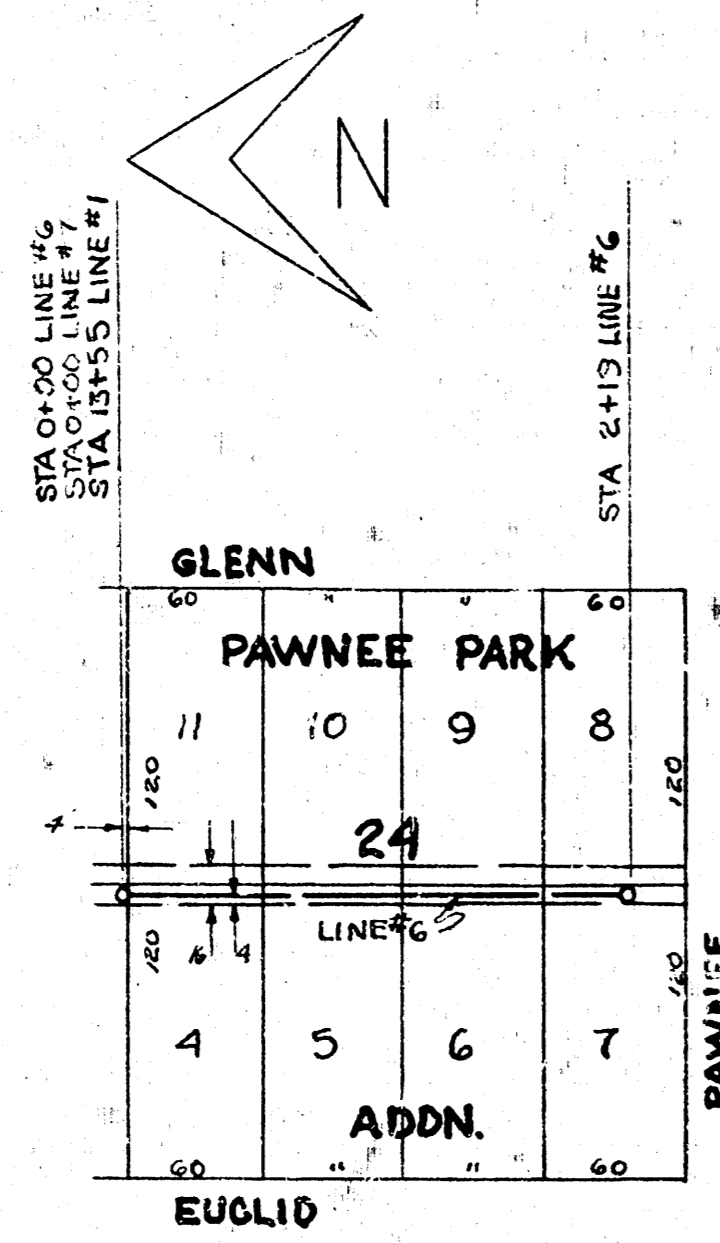 N
STA 0+00 LINE #6
STA 0+00 LINE #7
STA 13+55 LINE #1
STA 2+19 LINE #6
GLENN
60 " " 60
PAWNEE PARK
11 10 9 8
120 120
4
24
LINE #6
120 16 4 120
4 5 6 7
PAWNEE
ADDN.
60 " " 60
EUCLID